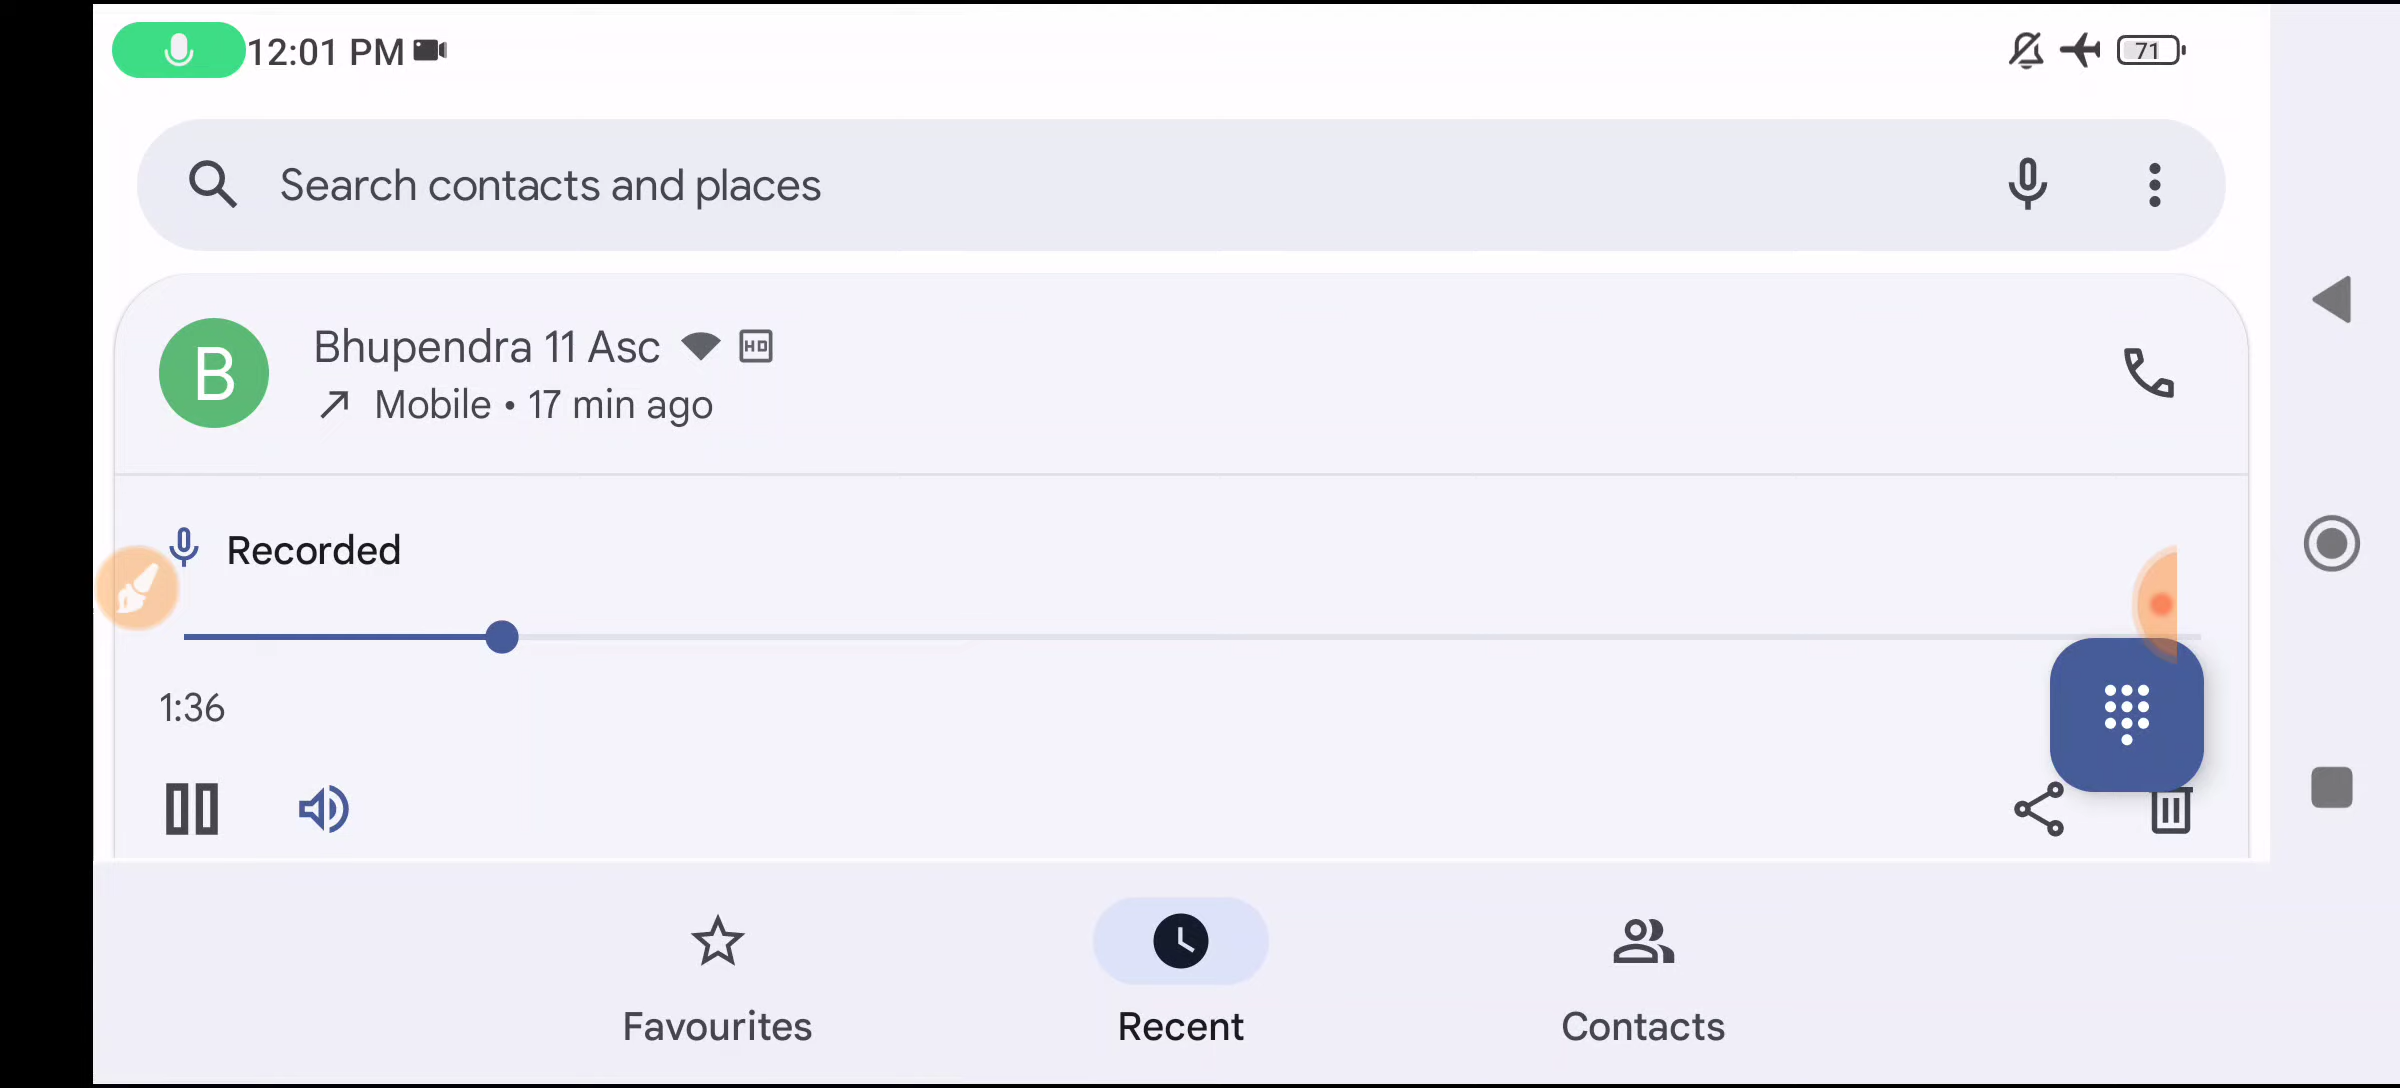 12:01 PM
71
Search contacts and places
B
Bhupendra 11 Asc HD
Mobile • 17 min ago
Recorded
1:36
Favourites
Recent
Contacts